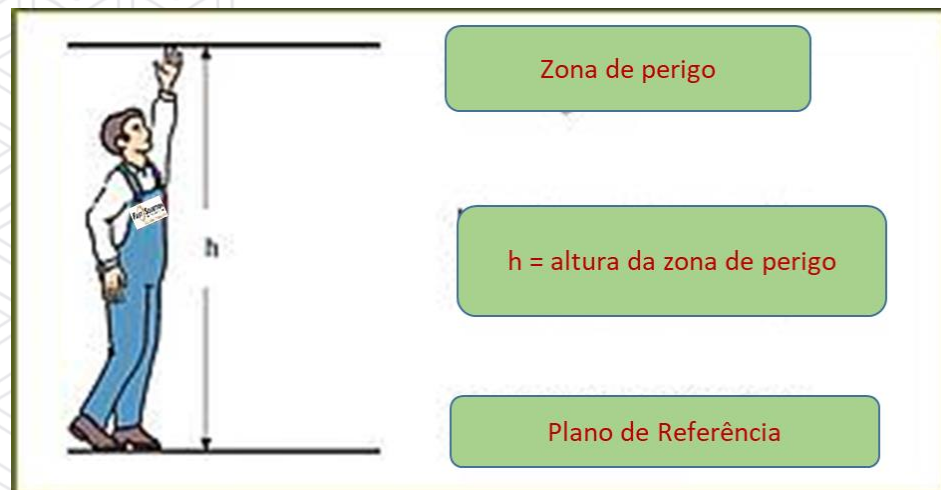 Zona de perigo
h
h = altura da zona de perigo
Plano de Referência